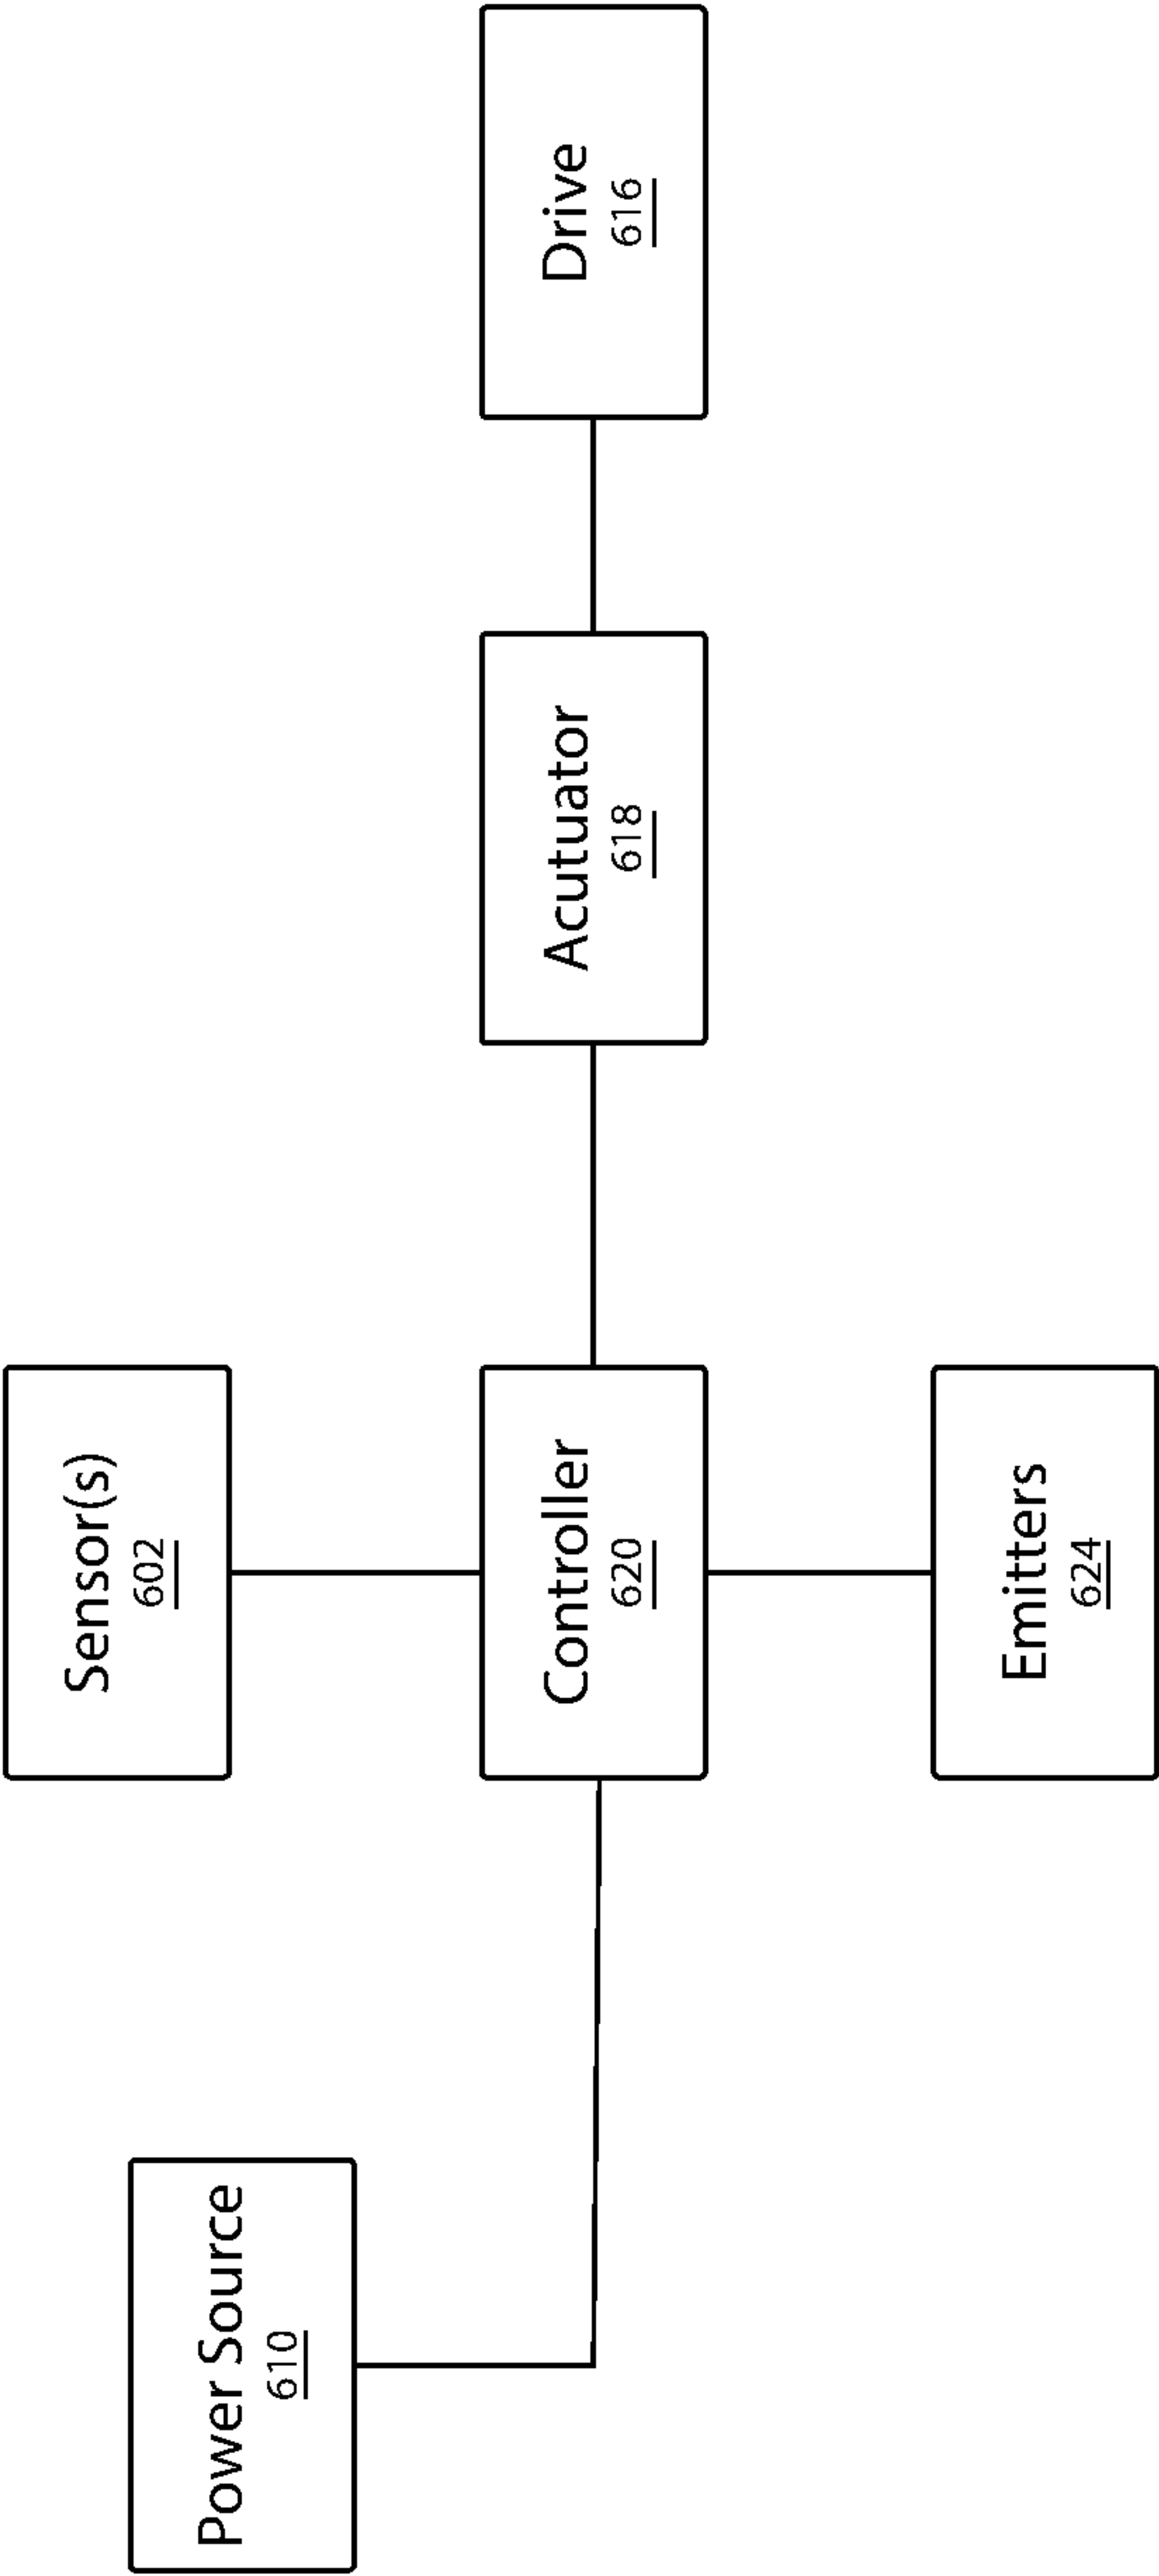 Sensor(s)
602
Power Source
610
Controller
620
Acutuator
618
Drive
616
Emitters
624